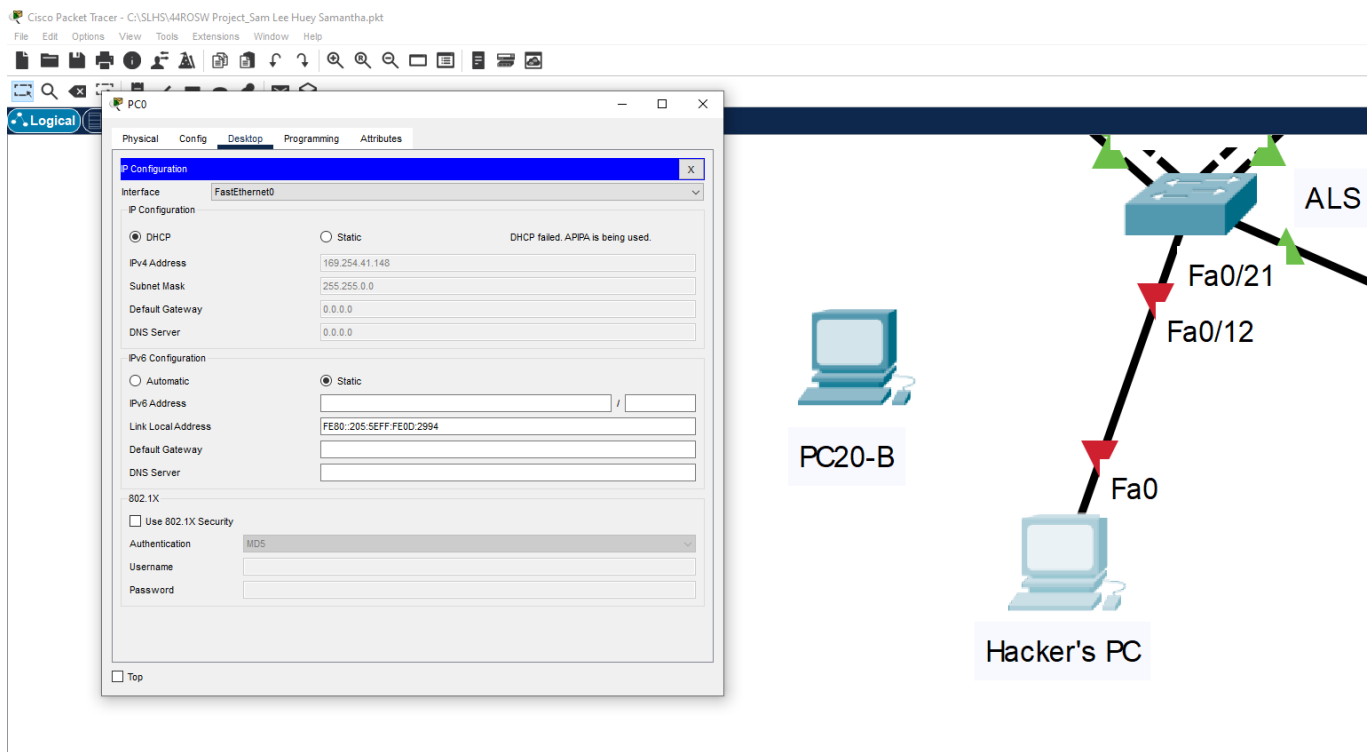 Cisco Packet Tracer - C:\SLHS\44ROSW Project_Sam Lee Huey Samantha.pkt
File Edit Options View Tools Extensions Window Help
Logical
PC0
Physical Config Desktop Programming Attributes
IP Configuration X
Interface FastEthernet0
IP Configuration
DHCP Static DHCP failed. APIPA is being used.
IPv4 Address 169.254.41.148
Subnet Mask 255.255.0.0
Default Gateway 0.0.0.0
DNS Server 0.0.0.0
IPv6 Configuration
Automatic Static
IPv6 Address /
Link Local Address FE80::205:5EFF:FE0D:2994
Default Gateway
DNS Server
802.1X
Use 802.1X Security
Authentication MD5
Username
Password
Top
ALS
Fa0/21
Fa0/12
PC20-B
Fa0
Hacker's PC